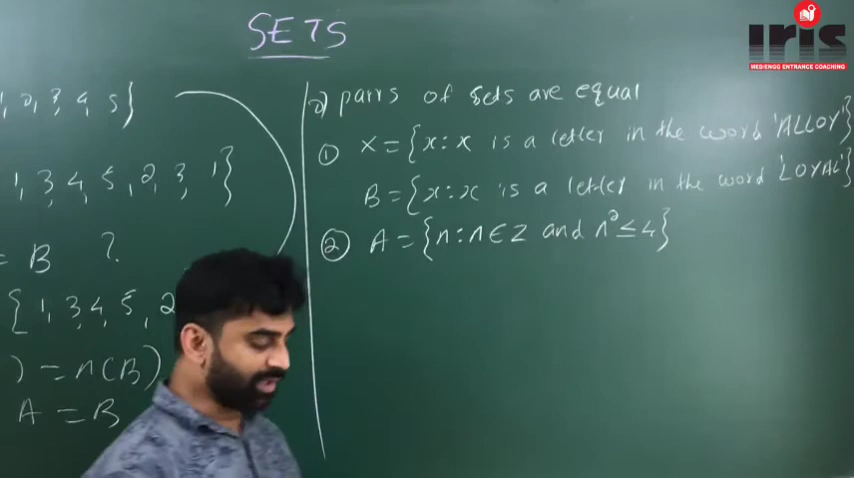 SETS
iris
MED/ENGG ENTRANCE COACHING
1, 2, 3, 4, 5}
1, 3, 4, 5, 2, 3, 1}
= B ?
{1, 3, 4, 5, 2
) = n(B)
A = B
2) pairs of sets are equal
① X = {x : x is a letter in the word 'ALLOY'}
B = {x : x is a letter in the word 'LOYAL'}
② A = {n : n ∈ Z and n² ≤ 4}